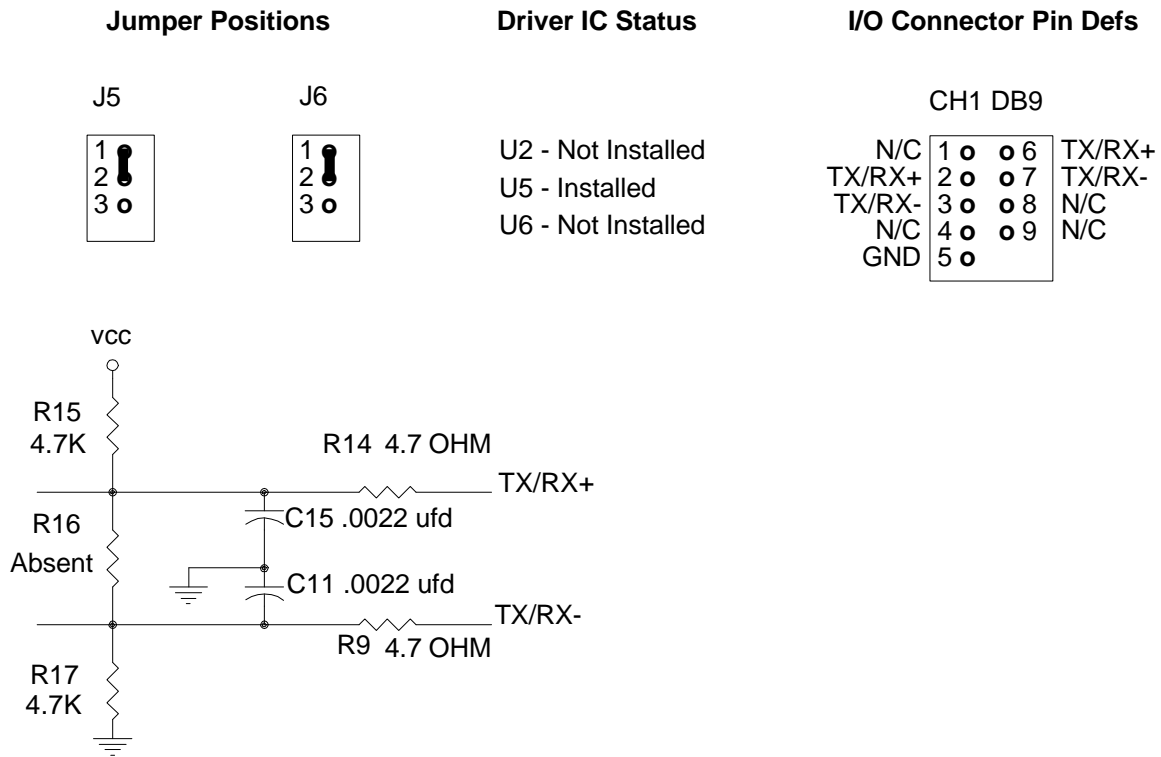 Jumper Positions
Driver IC Status
I/O Connector Pin Defs
J5
J6
CH1 DB9
1
2
3
1
2
3
U2 - Not Installed
U5 - Installed
U6 - Not Installed
N/C 1 6 TX/RX+
TX/RX+ 2 7 TX/RX-
TX/RX- 3 8 N/C
N/C 4 9 N/C
GND 5
vcc
R15
4.7K
R14 4.7 OHM
TX/RX+
R16
Absent
C15 .0022 ufd
C11 .0022 ufd
TX/RX-
R9 4.7 OHM
R17
4.7K